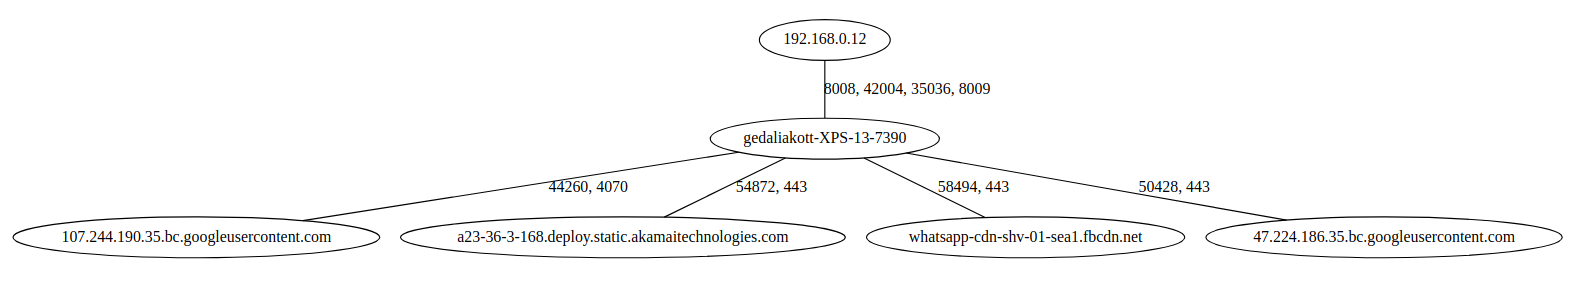 192.168.0.12
8008, 42004, 35036, 8009
gedaliakott-XPS-13-7390
44260, 4070
54872, 443
58494, 443
50428, 443
107.244.190.35.bc.googleusercontent.com
a23-36-3-168.deploy.static.akamaitechnologies.com
whatsapp-cdn-shv-01-sea1.fbcdn.net
47.224.186.35.bc.googleusercontent.com